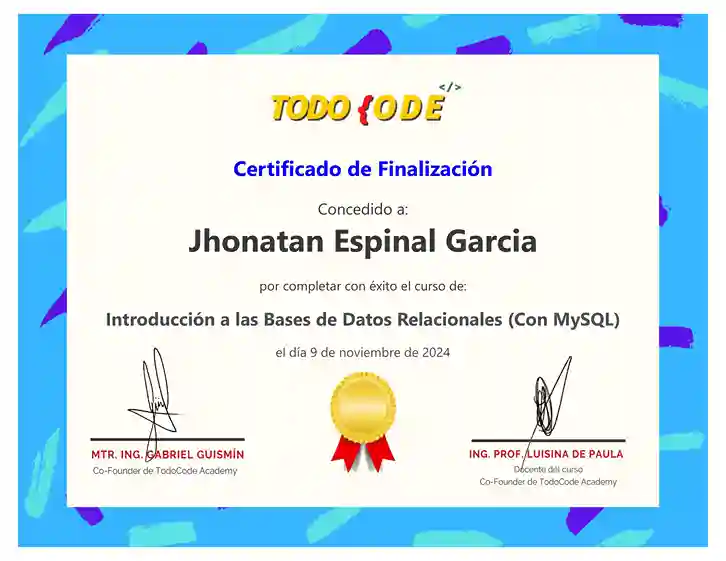 </>
TODO {ODE
Certificado de Finalización
Concedido a:
Jhonatan Espinal Garcia
por completar con éxito el curso de:
Introducción a las Bases de Datos Relacionales (Con MySQL)
el día 9 de noviembre de 2024
MTR. ING. GABRIEL GUISMÍN
Co-Founder de TodoCode Academy
ING. PROF. LUISINA DE PAULA
Docente del curso
Co-Founder de TodoCode Academy